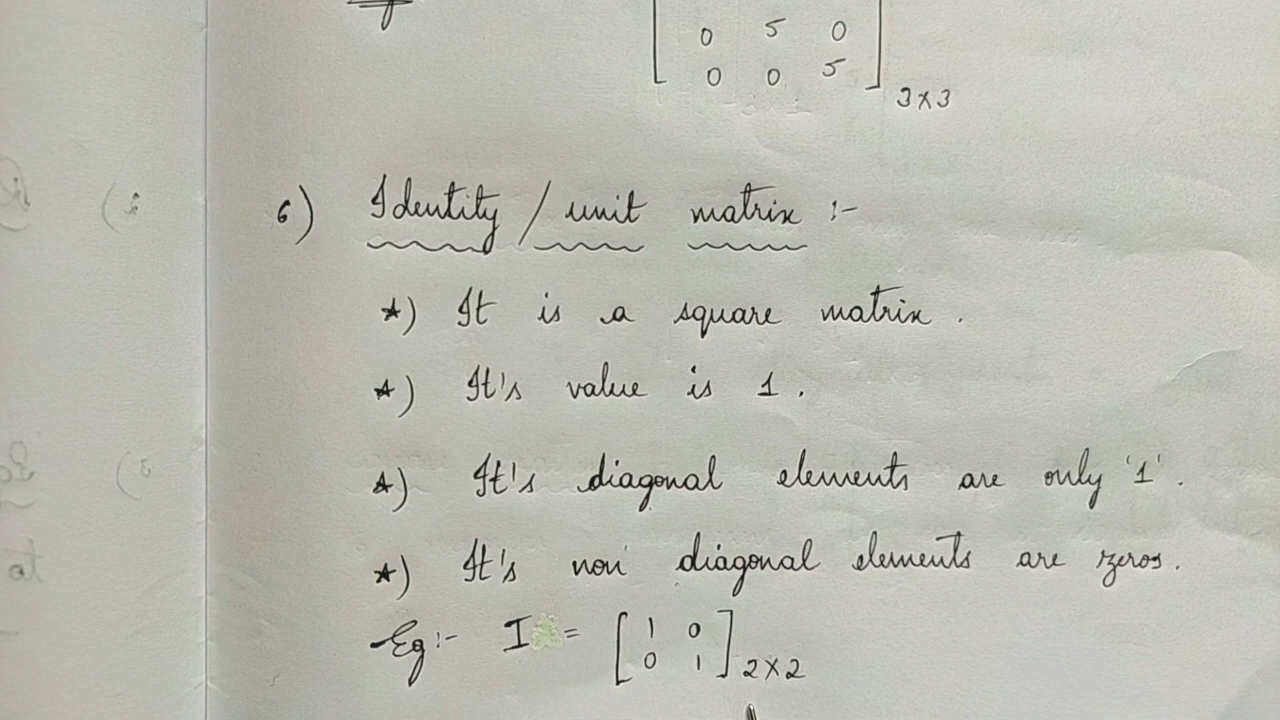 0 5 0
0 0 5
3×3
6) Identity / unit matrix :-
*) It is a square matrix .
*) It's value is 1 .
*) It's diagonal elements are only '1' .
*) It's non diagonal elements are zeros .
Eg :- I = [ 1 0
0 1 ] 2×2